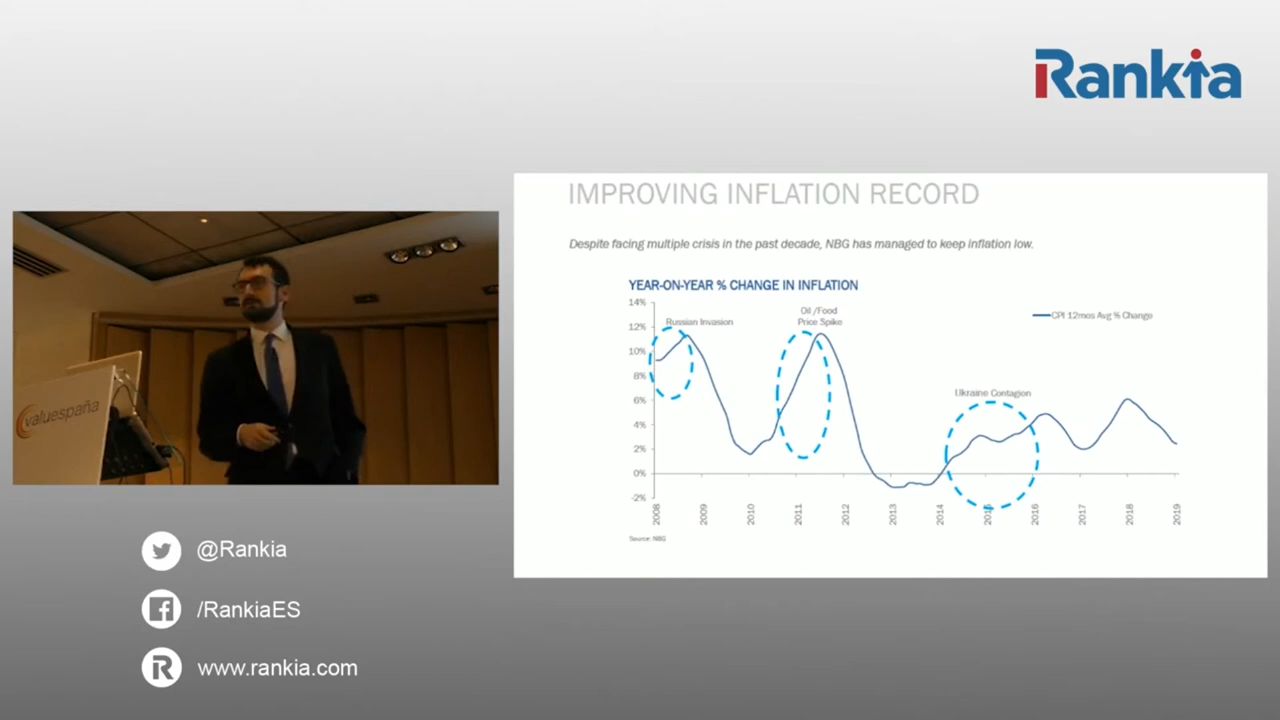 Rankia
IMPROVING INFLATION RECORD
Despite facing multiple crisis in the past decade, NBG has managed to keep inflation low.
YEAR-ON-YEAR % CHANGE IN INFLATION
14%
12%
10%
8%
6%
4%
2%
0%
-2%
Russian Invasion
Oil /Food
Price Spike
Ukraine Contagion
CPI 12mos Avg % Change
2008
2009
2010
2011
2012
2013
2014
2015
2016
2017
2018
2019
Source: NBG
valuespaña
@Rankia
/RankiaES
www.rankia.com